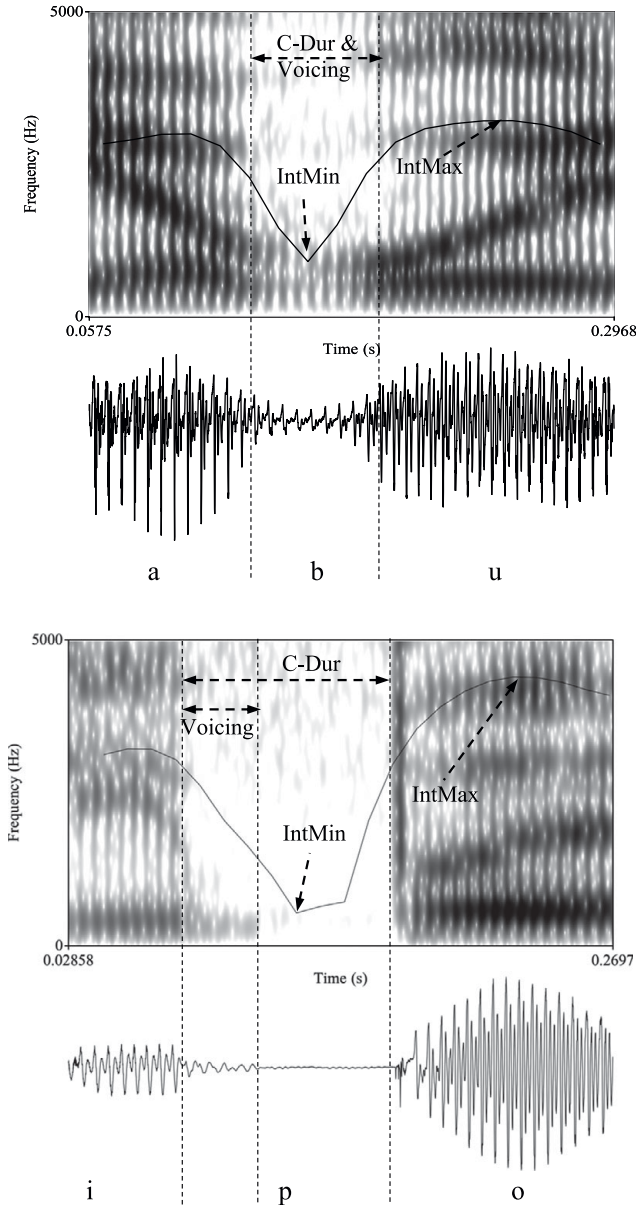 5000
C-Dur &
Voicing
IntMin
IntMax
Frequency (Hz)
0
0.0575
0.2968
Time (s)
a b u
5000
C-Dur
Voicing
IntMin
IntMax
Frequency (Hz)
0
0.02858
0.2697
Time (s)
i p o